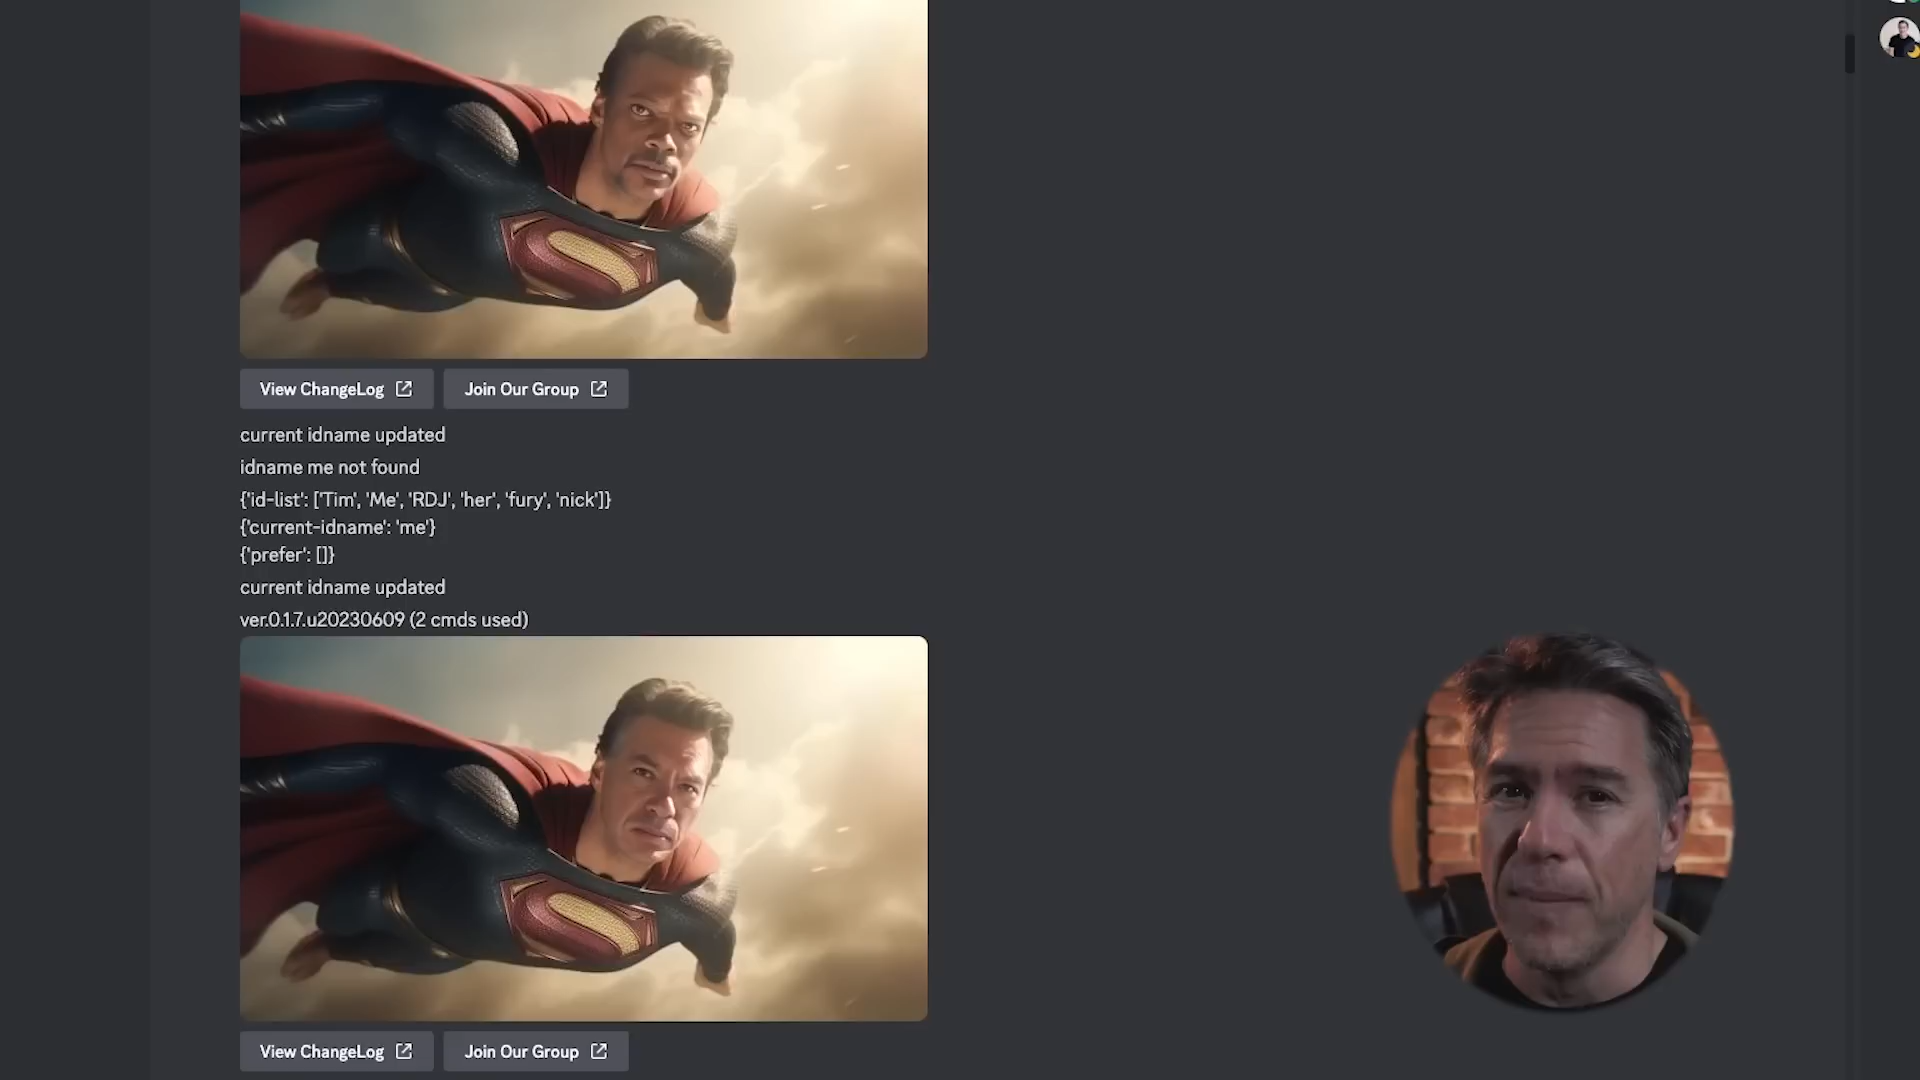 View ChangeLog
Join Our Group
current idname updated
idname me not found
{'id-list': ['Tim', 'Me', 'RDJ', 'her', 'fury', 'nick']}
{'current-idname': 'me'}
{'prefer': []}
current idname updated
ver.0.1.7.u20230609 (2 cmds used)
View ChangeLog
Join Our Group